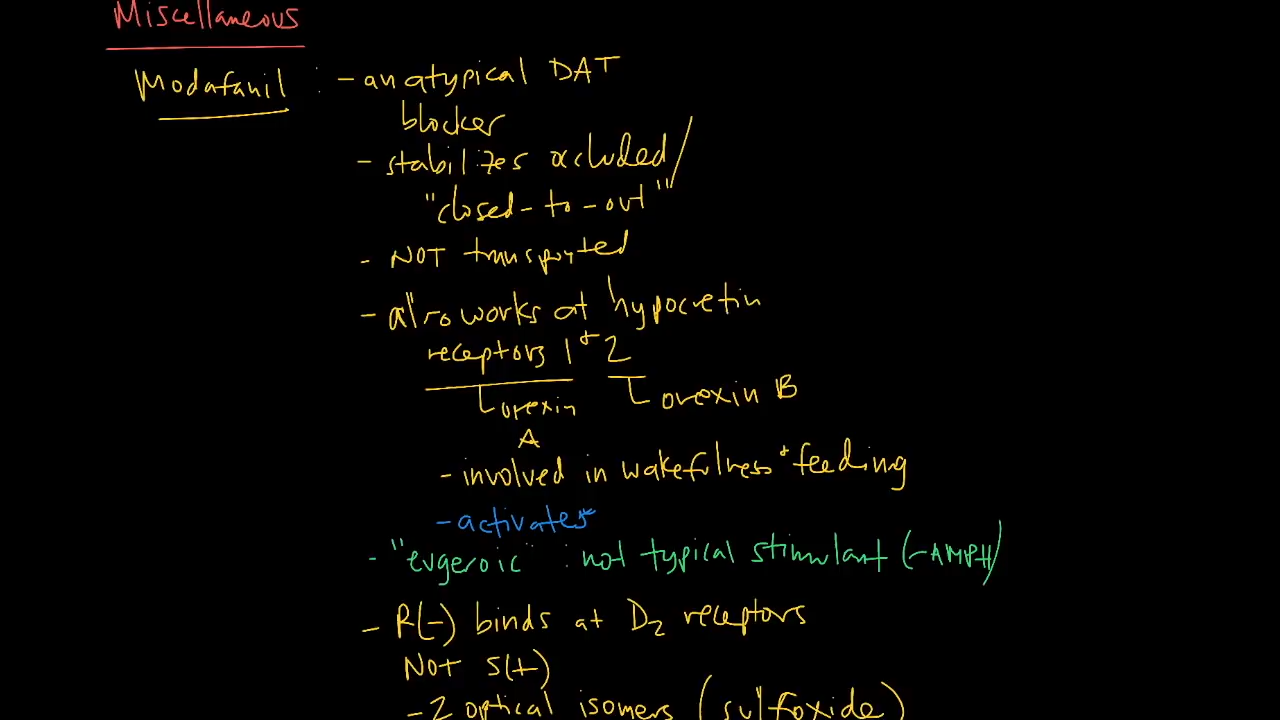 Miscellaneous
Modafanil : - an atypical DAT
blocker
- stabilizes occluded/
"closed-to-out"
- NOT transported
- also works at hypocretin
receptors 1 + 2
orexin
A
orexin B
- involved in wakefulness + feeding
- activates*
- "eugeroic" : not typical stimulant (-AMPH)
- R(-) binds at D2 receptors
NOT S(+)
- 2 optical isomers (sulfoxide)